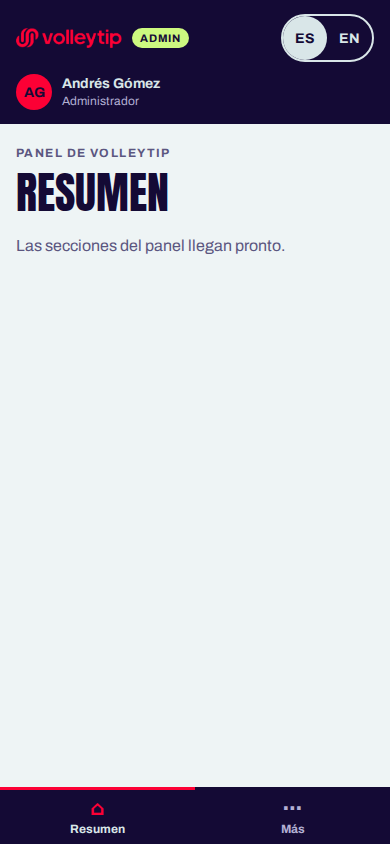 volleytip ADMIN ES EN
AG Andrés Gómez
Administrador
PANEL DE VOLLEYTIP
RESUMEN
Las secciones del panel llegan pronto.
Resumen Más